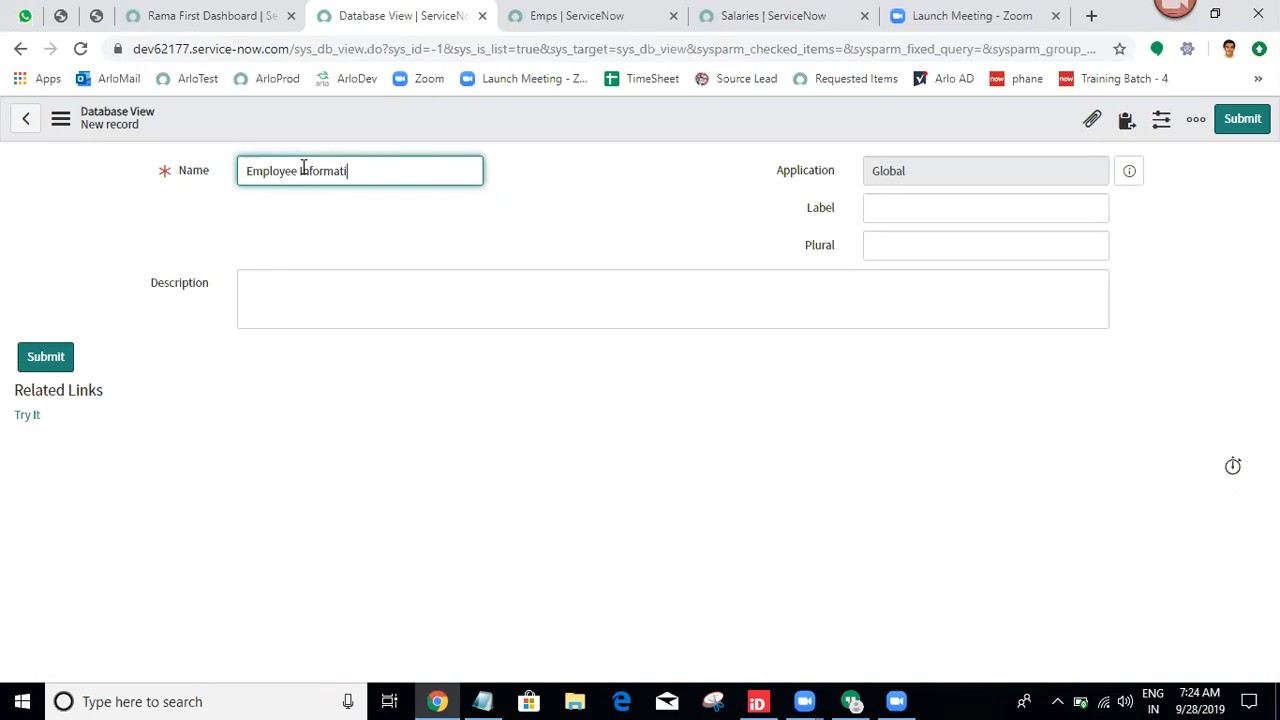 Rama First Dashboard | Se
Database View | ServiceNo
Emps | ServiceNow
Salaries | ServiceNow
Launch Meeting - Zoom
dev62177.service-now.com/sys_db_view.do?sys_id=-1&sys_is_list=true&sys_target=sys_db_view&sysparm_checked_items=&sysparm_fixed_query=&sysparm_group_...
Apps
ArloMail
ArloTest
ArloProd
ArloDev
Zoom
Launch Meeting - Z...
TimeSheet
Source Lead
Requested Items
Arlo AD
now phane
now Training Batch - 4
Database View
New record
Submit
* Name
Employee Informati
Application
Global
Label
Plural
Description
Submit
Related Links
Try It
Type here to search
iD
ENG
IN
7:24 AM
9/28/2019